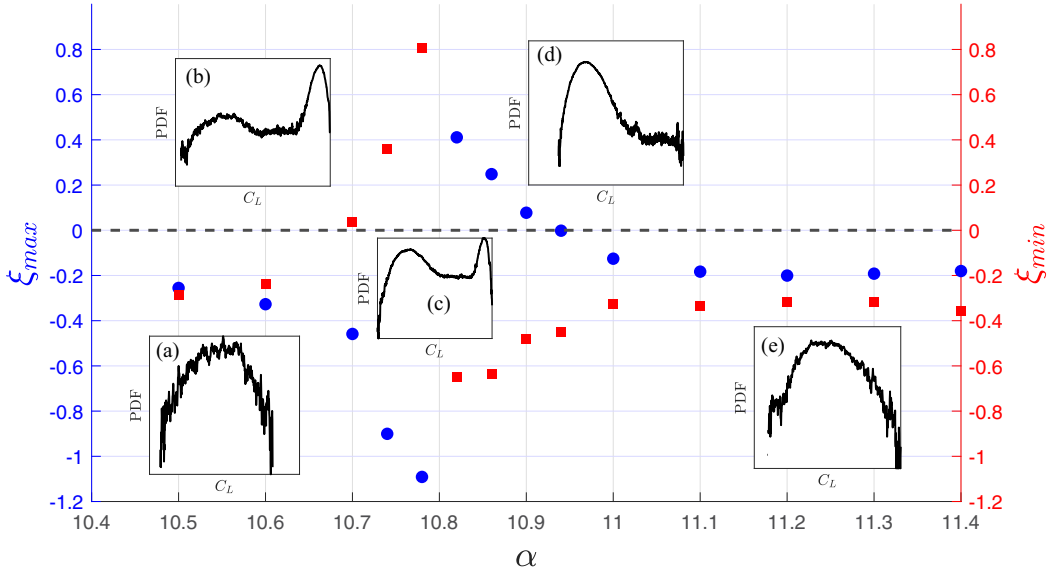 0.8
0.6
0.4
0.2
0
-0.2
-0.4
-0.6
-0.8
-1
-1.2
ξmax
0.8
0.6
0.4
0.2
0
-0.2
-0.4
-0.6
-0.8
-1
-1.2
ξmin
(b)
PDF
CL
(d)
PDF
CL
(c)
PDF
CL
(a)
PDF
CL
(e)
PDF
CL
10.4 10.5 10.6 10.7 10.8 10.9 11 11.1 11.2 11.3 11.4
α